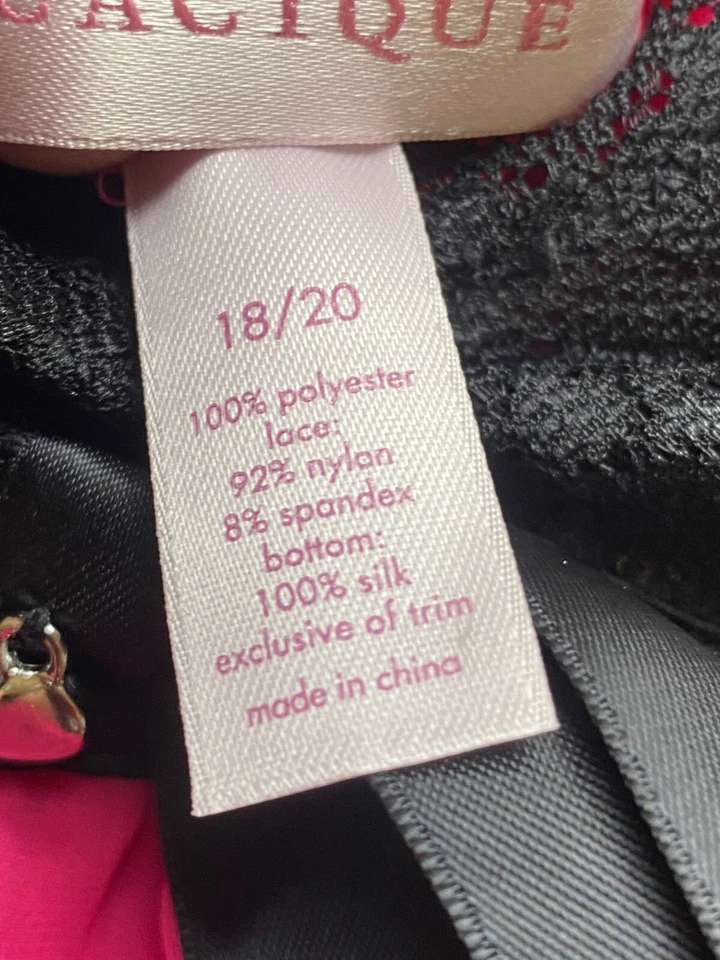 CACIQUE
18/20
100% polyester
lace:
92% nylon
8% spandex
bottom:
100% silk
exclusive of trim
made in china